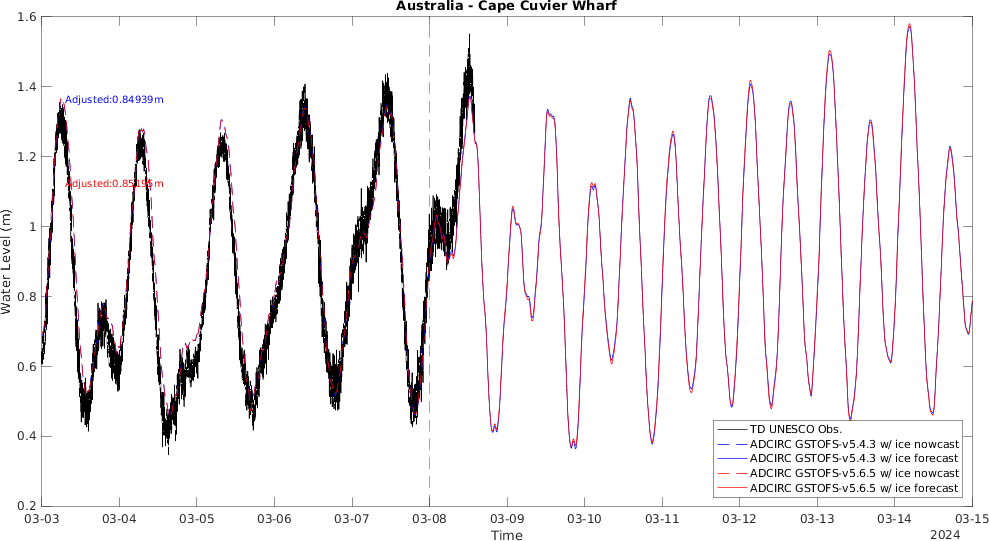 Australia - Cape Cuvier Wharf
1.6
1.4
1.2
1
0.8
0.6
0.4
0.2
Water Level (m)
Adjusted:0.84939m
Adjusted:0.85195m
TD UNESCO Obs.
ADCIRC GSTOFS-v5.4.3 w/ ice nowcast
ADCIRC GSTOFS-v5.4.3 w/ ice forecast
ADCIRC GSTOFS-v5.6.5 w/ ice nowcast
ADCIRC GSTOFS-v5.6.5 w/ ice forecast
03-03 03-04 03-05 03-06 03-07 03-08 03-09 03-10 03-11 03-12 03-13 03-14 03-15
Time
2024